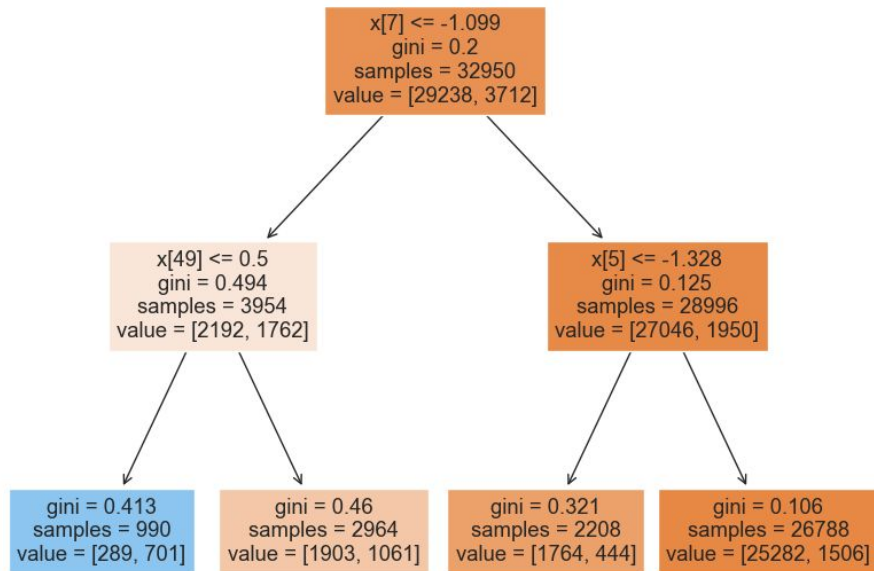 x[7] <= -1.099
gini = 0.2
samples = 32950
value = [29238, 3712]
x[49] <= 0.5
gini = 0.494
samples = 3954
value = [2192, 1762]
x[5] <= -1.328
gini = 0.125
samples = 28996
value = [27046, 1950]
gini = 0.413
samples = 990
value = [289, 701]
gini = 0.46
samples = 2964
value = [1903, 1061]
gini = 0.321
samples = 2208
value = [1764, 444]
gini = 0.106
samples = 26788
value = [25282, 1506]